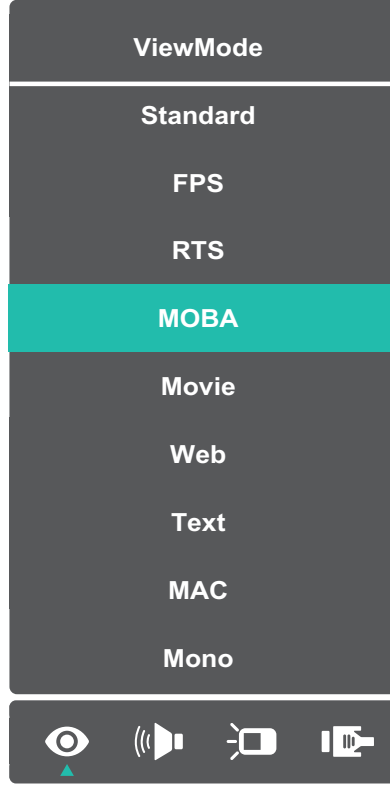 ViewMode
Standard
FPS
RTS
MOBA
Movie
Web
Text
MAC
Mono